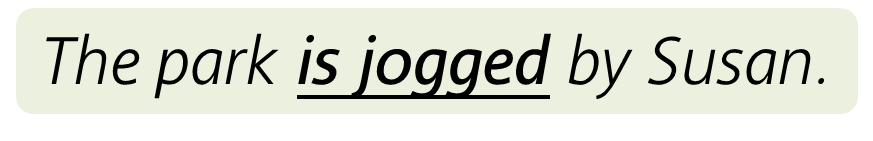 The park is jogged by Susan.